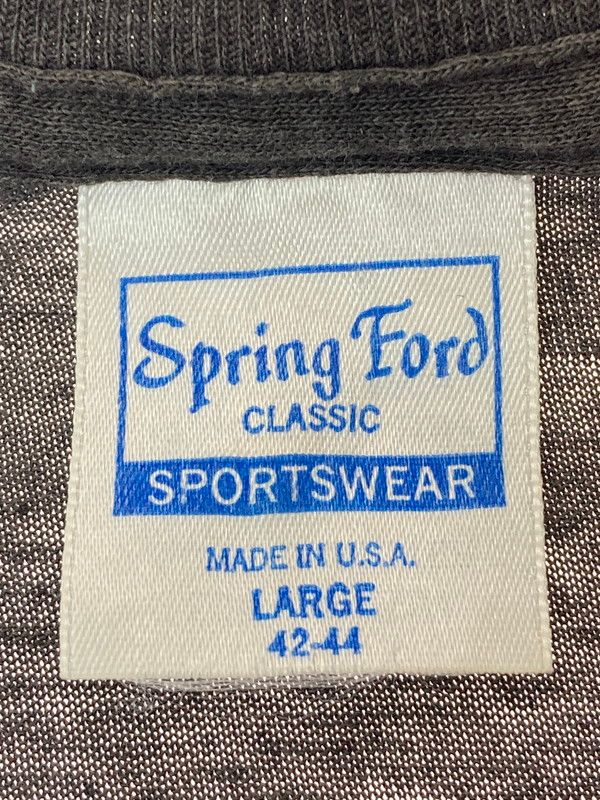 Spring Ford
CLASSIC
SPORTSWEAR
MADE IN U.S.A.
LARGE
42-44